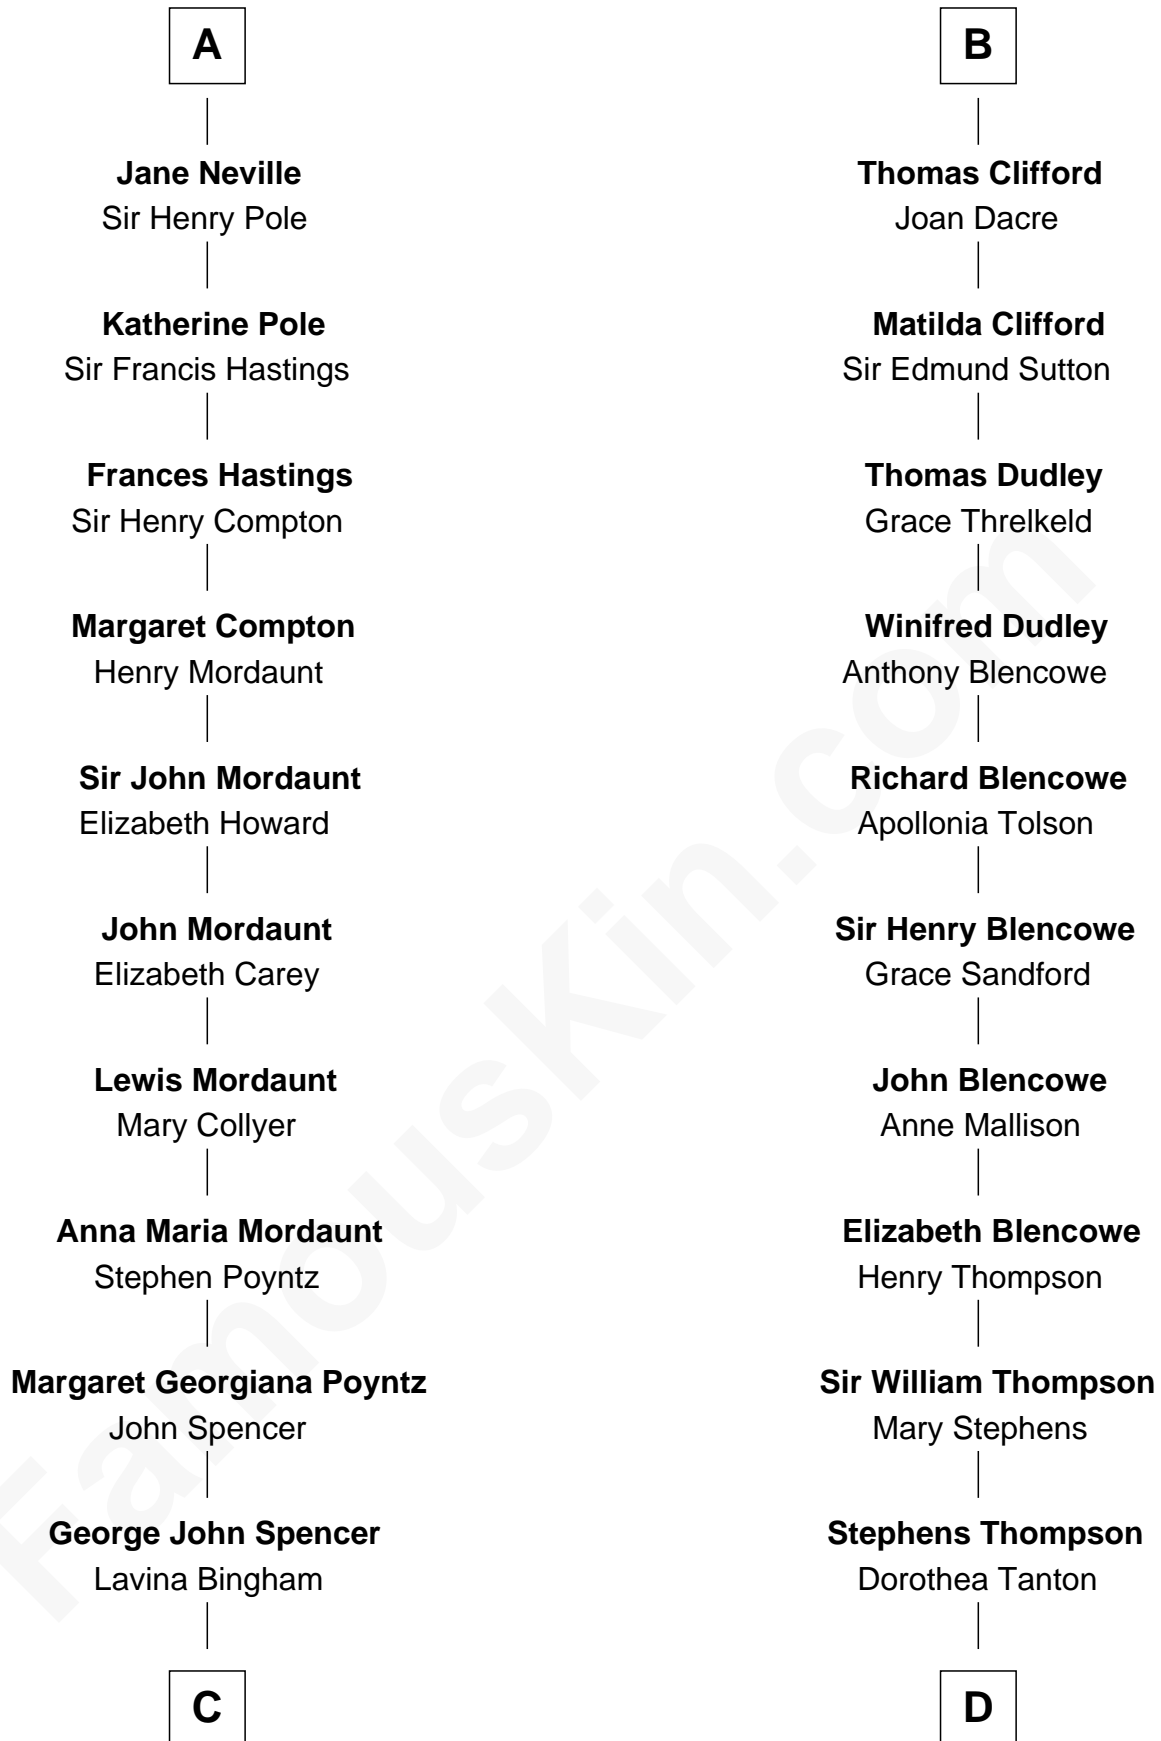 A
Jane Neville
Sir Henry Pole
Katherine Pole
Sir Francis Hastings
Frances Hastings
Sir Henry Compton
Margaret Compton
Henry Mordaunt
Sir John Mordaunt
Elizabeth Howard
John Mordaunt
Elizabeth Carey
Lewis Mordaunt
Mary Collyer
Anna Maria Mordaunt
Stephen Poyntz
Margaret Georgiana Poyntz
John Spencer
George John Spencer
Lavina Bingham
C
B
Thomas Clifford
Joan Dacre
Matilda Clifford
Sir Edmund Sutton
Thomas Dudley
Grace Threlkeld
Winifred Dudley
Anthony Blencowe
Richard Blencowe
Apollonia Tolson
Sir Henry Blencowe
Grace Sandford
John Blencowe
Anne Mallison
Elizabeth Blencowe
Henry Thompson
Sir William Thompson
Mary Stephens
Stephens Thompson
Dorothea Tanton
D
FamousKin.com